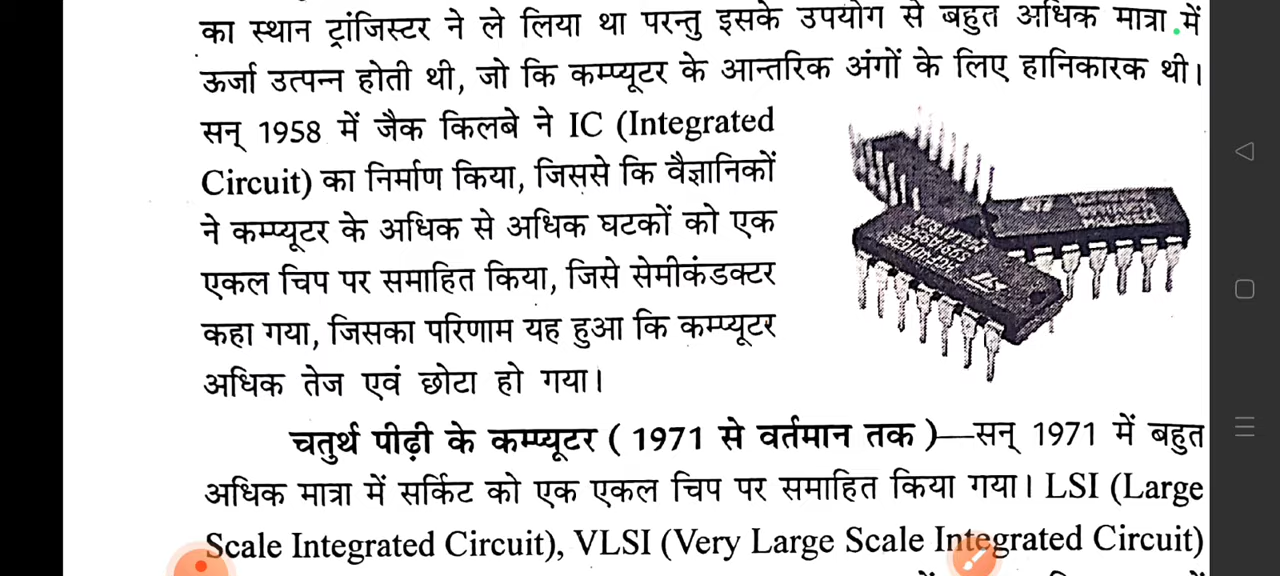 का स्थान ट्रांजिस्टर ने ले लिया था परन्तु इसके उपयोग से बहुत अधिक मात्रा में
ऊर्जा उत्पन्न होती थी, जो कि कम्प्यूटर के आन्तरिक अंगों के लिए हानिकारक थी।
सन् 1958 में जैक किलबे ने IC (Integrated
Circuit) का निर्माण किया, जिससे कि वैज्ञानिकों
ने कम्प्यूटर के अधिक से अधिक घटकों को एक
एकल चिप पर समाहित किया, जिसे सेमीकंडक्टर
कहा गया, जिसका परिणाम यह हुआ कि कम्प्यूटर
अधिक तेज एवं छोटा हो गया।
चतुर्थ पीढ़ी के कम्प्यूटर ( 1971 से वर्तमान तक )—सन् 1971 में बहुत
अधिक मात्रा में सर्किट को एक एकल चिप पर समाहित किया गया। LSI (Large
Scale Integrated Circuit), VLSI (Very Large Scale Integrated Circuit)